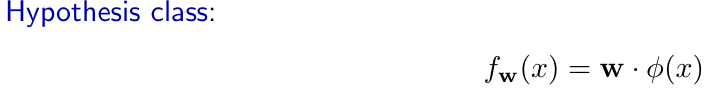 Hypothesis class:
f_w(x) = w · ϕ(x)